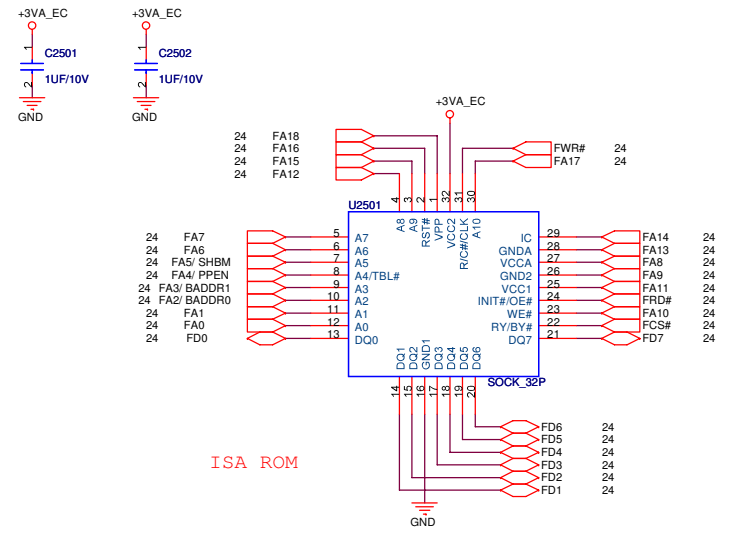 +3VA_EC +3VA_EC
1 C2501 1 C2502
2 1UF/10V 2 1UF/10V
GND GND
+3VA_EC
24 FA18
24 FA16 FWR# 24
24 FA15 FA17 24
24 FA12
4 3 2 1 32 31 30
U2501
A8 A9 RST# VPP VCC2 R/C#/CLK A10
24 FA7 5 A7 IC 29 FA14 24
24 FA6 6 A6 GNDA 28 FA13 24
24 FA5/ SHBM 7 A5 VCCA 27 FA8 24
24 FA4/ PPEN 8 A4/TBL# GND2 26 FA9 24
24 FA3/ BADDR1 9 A3 VCC1 25 FA11 24
24 FA2/ BADDR0 10 A2 INIT#/OE# 24 FRD# 24
24 FA1 11 A1 WE# 23 FA10 24
24 FA0 12 A0 RY/BY# 22 FCS# 24
24 FD0 13 DQ0 DQ7 21 FD7 24
DQ1 DQ2 GND1 DQ3 DQ4 DQ5 DQ6
SOCK_32P
14 15 16 17 18 19 20
FD6 24
FD5 24
FD4 24
ISA ROM FD3 24
FD2 24
FD1 24
GND